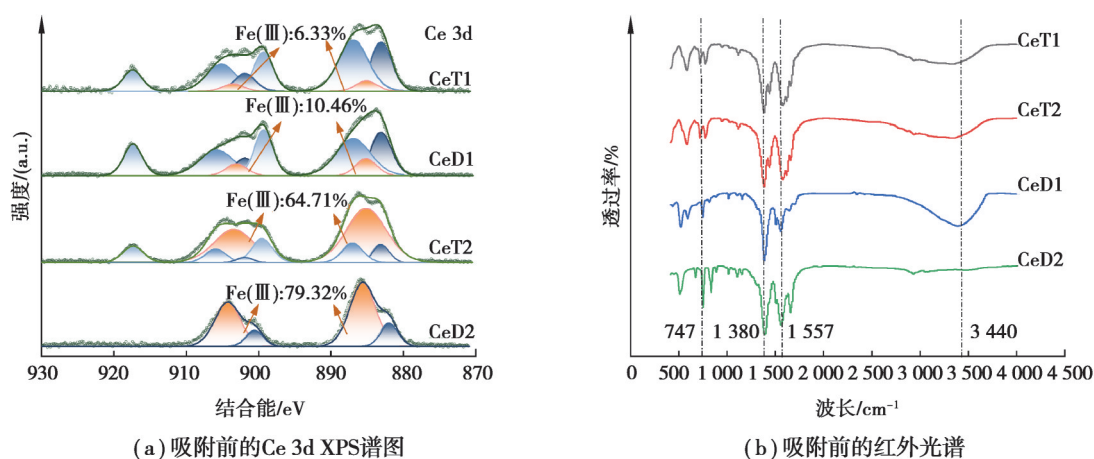 Ce 3d
Fe(Ⅲ):6.33%
CeT1
Fe(Ⅲ):10.46%
CeD1
Fe(Ⅲ):64.71%
CeT2
Fe(Ⅲ):79.32%
CeD2
强度/(a.u.)
930 920 910 900 890 880 870
结合能/eV
(a) 吸附前的Ce 3d XPS谱图
CeT1
CeT2
CeD1
CeD2
747 1 380 1 557 3 440
透过率/%
0 500 1 000 1 500 2 000 2 500 3 000 3 500 4 000 4 500
波长/cm⁻¹
(b) 吸附前的红外光谱